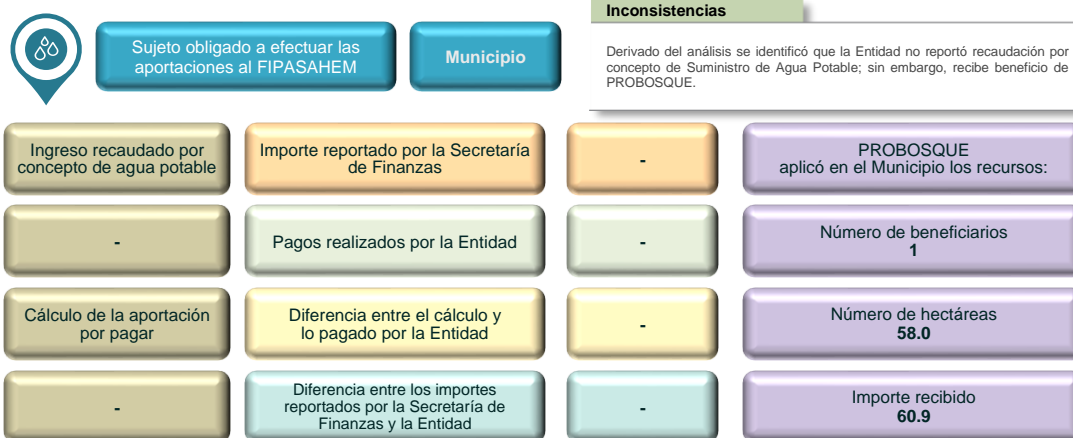 Sujeto obligado a efectuar las
aportaciones al FIPASAHEM
Municipio
Inconsistencias
Derivado del análisis se identificó que la Entidad no reportó recaudación por
concepto de Suministro de Agua Potable; sin embargo, recibe beneficio de
PROBOSQUE.
Ingreso recaudado por
concepto de agua potable
Importe reportado por la Secretaría
de Finanzas
-
PROBOSQUE
aplicó en el Municipio los recursos:
-
Pagos realizados por la Entidad
-
Número de beneficiarios
1
Cálculo de la aportación
por pagar
Diferencia entre el cálculo y
lo pagado por la Entidad
-
Número de hectáreas
58.0
-
Diferencia entre los importes
reportados por la Secretaría de
Finanzas y la Entidad
-
Importe recibido
60.9